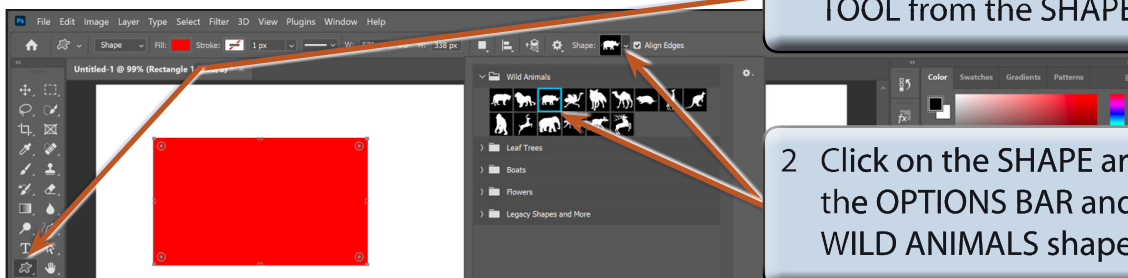 TOOL from the SHAPE
Ps File Edit Image Layer Type Select Filter 3D View Plugins Window Help
Shape Fill: Stroke: 1 px H: 338 px Shape: Align Edges
Untitled-1 @ 99% (Rectangle 1
Wild Animals
Leaf Trees
Boats
Flowers
Legacy Shapes and More
Color Swatches Gradients Patterns
2 Click on the SHAPE ar
the OPTIONS BAR and
WILD ANIMALS shape